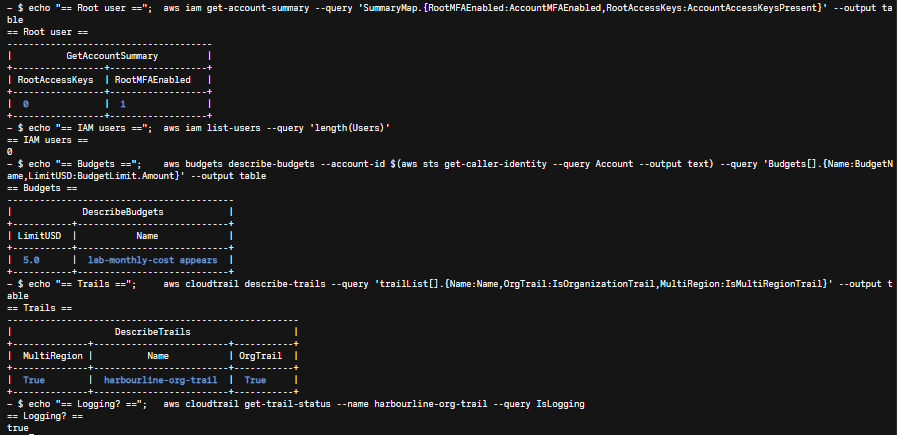 ~ $ echo "== Root user =="; aws iam get-account-summary --query 'SummaryMap.{RootMFAEnabled:AccountMFAEnabled,RootAccessKeys:AccountAccessKeysPresent}' --output ta
ble
== Root user ==
-------------------------------------
|         GetAccountSummary         |
+-----------------+-----------------+
| RootAccessKeys  | RootMFAEnabled  |
+-----------------+-----------------+
|  0              |  1              |
+-----------------+-----------------+
~ $ echo "== IAM users =="; aws iam list-users --query 'length(Users)'
== IAM users ==
0
~ $ echo "== Budgets =="; aws budgets describe-budgets --account-id $(aws sts get-caller-identity --query Account --output text) --query 'Budgets[].{Name:BudgetN
ame,LimitUSD:BudgetLimit.Amount}' --output table
== Budgets ==
-----------------------------------------
|            DescribeBudgets            |
+-----------+---------------------------+
| LimitUSD  |           Name            |
+-----------+---------------------------+
|  5.0      |  lab-monthly-cost appears |
+-----------+---------------------------+
~ $ echo "== Trails =="; aws cloudtrail describe-trails --query 'trailList[].{Name:Name,OrgTrail:IsOrganizationTrail,MultiRegion:IsMultiRegionTrail}' --output t
able
== Trails ==
----------------------------------------------------
|                  DescribeTrails                  |
+--------------+------------------------+-----------+
|  MultiRegion |          Name          | OrgTrail  |
+--------------+------------------------+-----------+
|  True        |  harbourline-org-trail |  True     |
+--------------+------------------------+-----------+
~ $ echo "== Logging? =="; aws cloudtrail get-trail-status --name harbourline-org-trail --query IsLogging
== Logging? ==
true